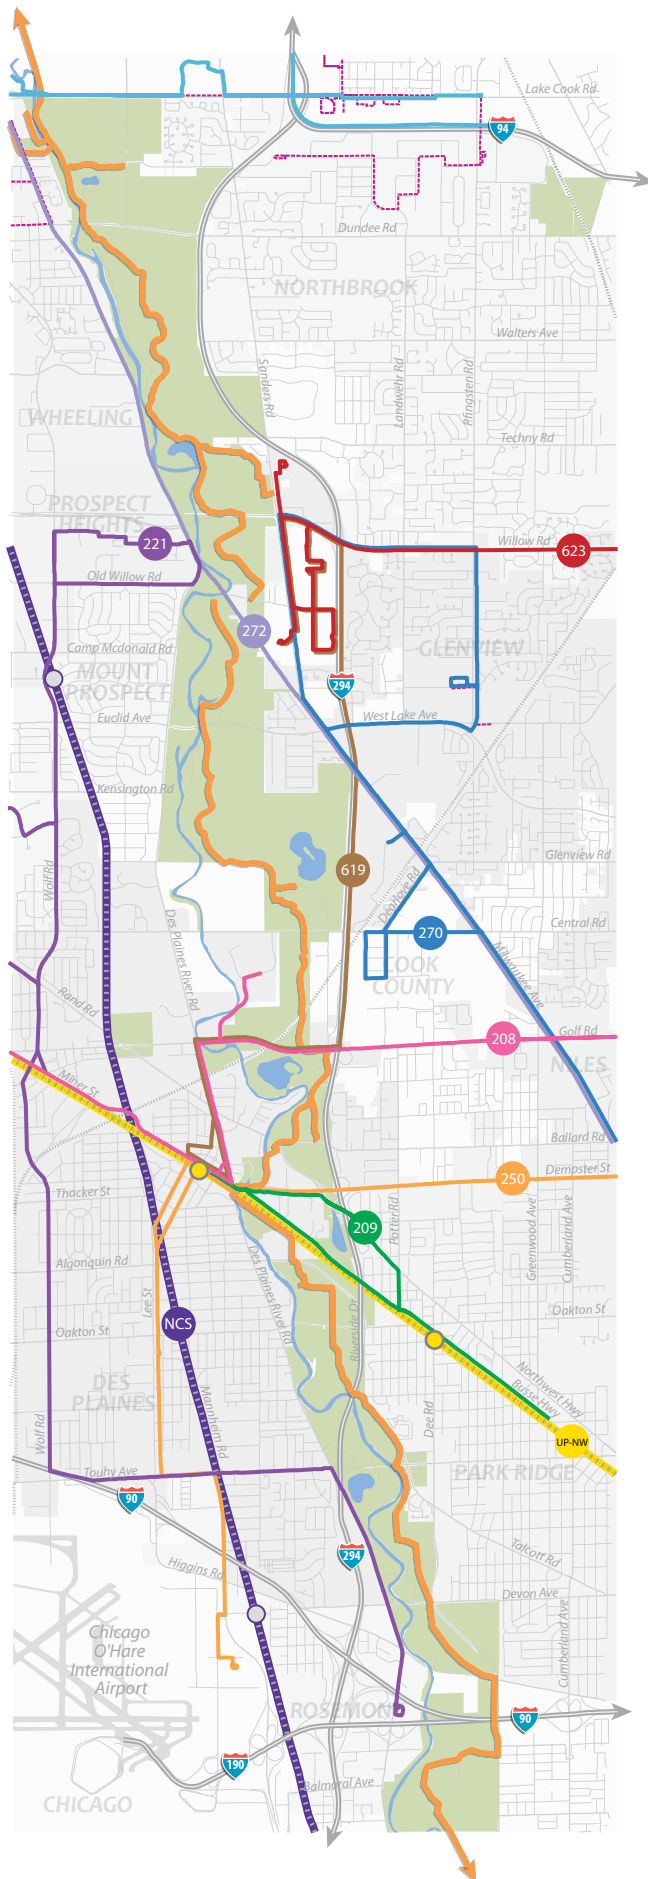 Lake Cook Rd
94
Dundee Rd
NORTHBROOK
Walters Ave
Sanders Rd
Landwehr Rd
Pfingsten Rd
WHEELING
Techny Rd
PROSPECT
HEIGHTS
221
Willow Rd
623
Old Willow Rd
272
Camp Mcdonald Rd
GLENVIEW
MOUNT
PROSPECT
294
Euclid Ave
West Lake Ave
Kensington Rd
Glenview Rd
Wolf Rd
619
Dearlove Rd
Des Plaines River Rd
Central Rd
270
COOK
COUNTY
Milwaukee Ave
Rand Rd
Golf Rd
208
NILES
Miner St
Ballard Rd
Dempster St
250
Thacker St
Potter Rd
Greenwood Ave
Cumberland Ave
209
Algonquin Rd
Des Plaines River Rd
Lee St
Riverside Dr
Oakton St
NCS
Oakton St
DES
PLAINES
Mannheim Rd
Northwest Hwy
Busse Hwy
Dee Rd
Wolf Rd
UP-NW
Touhy Ave
PARK RIDGE
90
294
Talcott Rd
Higgins Rd
Devon Ave
Cumberland Ave
Chicago
O'Hare
International
Airport
ROSEMON
90
190
Balmoral Ave
CHICAGO